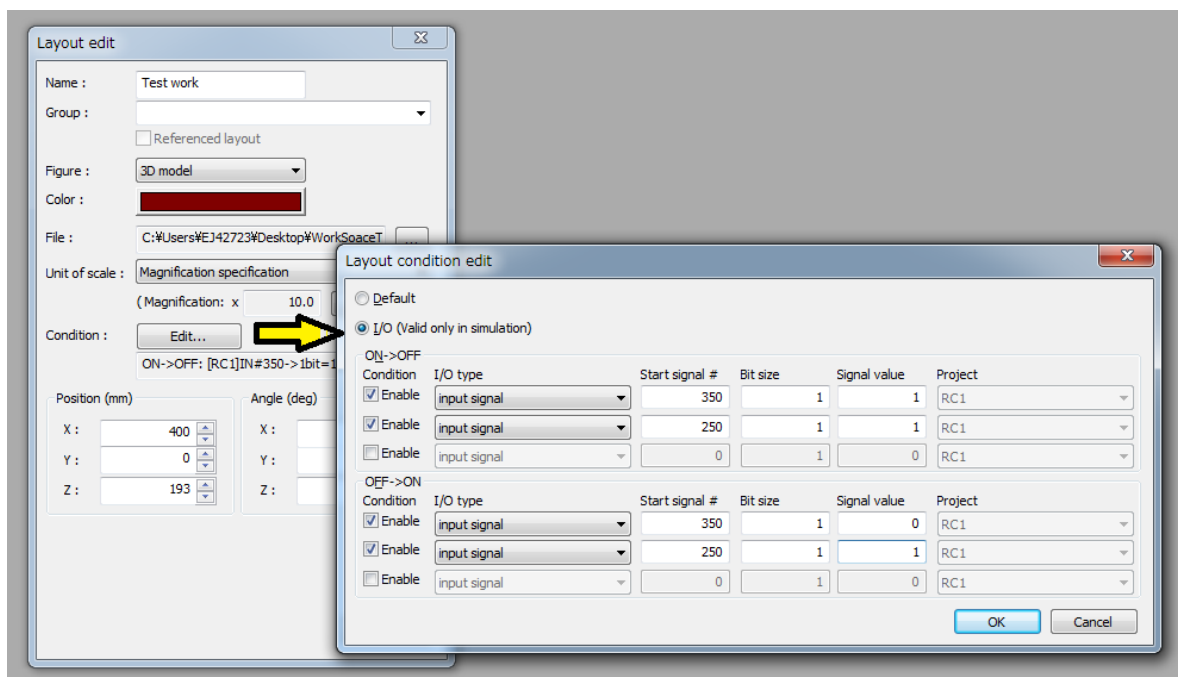 Layout edit
Name : Test work
Group :
Referenced layout
Figure : 3D model
Color :
File : C:¥Users¥EJ42723¥Desktop¥WorkSpaceT ...
Unit of scale : Magnification specification
( Magnification: x 10.0
Condition : Edit...
ON->OFF: [RC1]IN#350->1bit=1
Position (mm) Angle (deg)
X : 400 X :
Y : 0 Y :
Z : 193 Z :
Layout condition edit
Default
I/O (Valid only in simulation)
ON->OFF
Condition I/O type Start signal # Bit size Signal value Project
Enable input signal 350 1 1 RC1
Enable input signal 250 1 1 RC1
Enable input signal 0 1 0 RC1
OFF->ON
Condition I/O type Start signal # Bit size Signal value Project
Enable input signal 350 1 0 RC1
Enable input signal 250 1 1 RC1
Enable input signal 0 1 0 RC1
OK Cancel